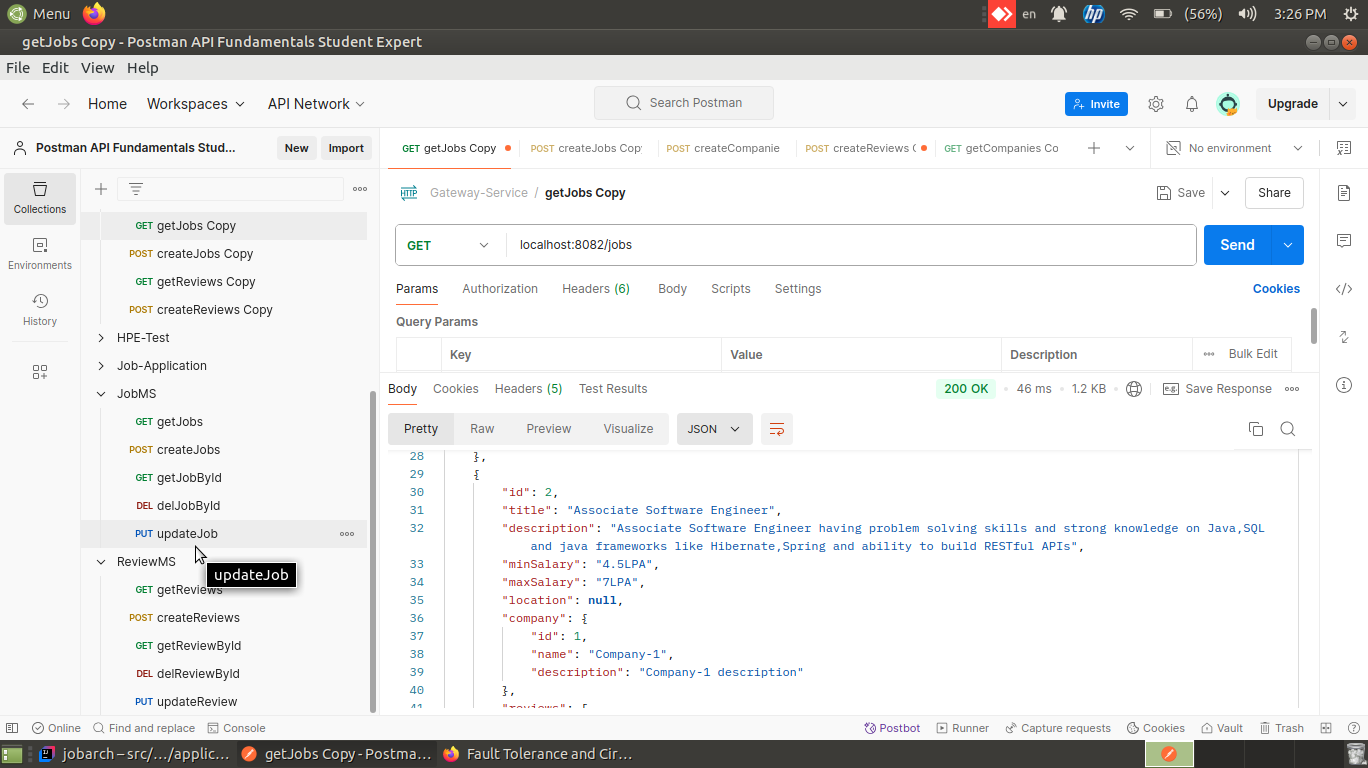 Menu
en
hp
(56%)
3:26 PM
getJobs Copy - Postman API Fundamentals Student Expert
File Edit View Help
Home Workspaces API Network
Search Postman
Invite
Upgrade
Postman API Fundamentals Stud...
New
Import
GET getJobs Copy
POST createJobs Cop
POST createCompanie
POST createReviews C
GET getCompanies Co
No environment
Collections
Environments
History
GET getJobs Copy
POST createJobs Copy
GET getReviews Copy
POST createReviews Copy
HPE-Test
Job-Application
JobMS
GET getJobs
POST createJobs
GET getJobById
DEL delJobById
PUT updateJob
ReviewMS
updateJob
GET getReviews
POST createReviews
GET getReviewById
DEL delReviewById
PUT updateReview
HTTP Gateway-Service / getJobs Copy
Save
Share
GET localhost:8082/jobs
Send
Params Authorization Headers (6) Body Scripts Settings
Cookies
Query Params
Key Value Description
Bulk Edit
Body Cookies Headers (5) Test Results
200 OK 46 ms 1.2 KB
e.g. Save Response
Pretty Raw Preview Visualize JSON
28 },
29 {
30 "id": 2,
31 "title": "Associate Software Engineer",
32 "description": "Associate Software Engineer having problem solving skills and strong knowledge on Java,SQL
and java frameworks like Hibernate,Spring and ability to build RESTful APIs",
33 "minSalary": "4.5LPA",
34 "maxSalary": "7LPA",
35 "location": null,
36 "company": {
37 "id": 1,
38 "name": "Company-1",
39 "description": "Company-1 description"
40 },
41 "reviews": [
Online Find and replace Console
Postbot Runner Capture requests Cookies Vault Trash
jobarch – src/.../applic...
getJobs Copy - Postma...
Fault Tolerance and Cir...